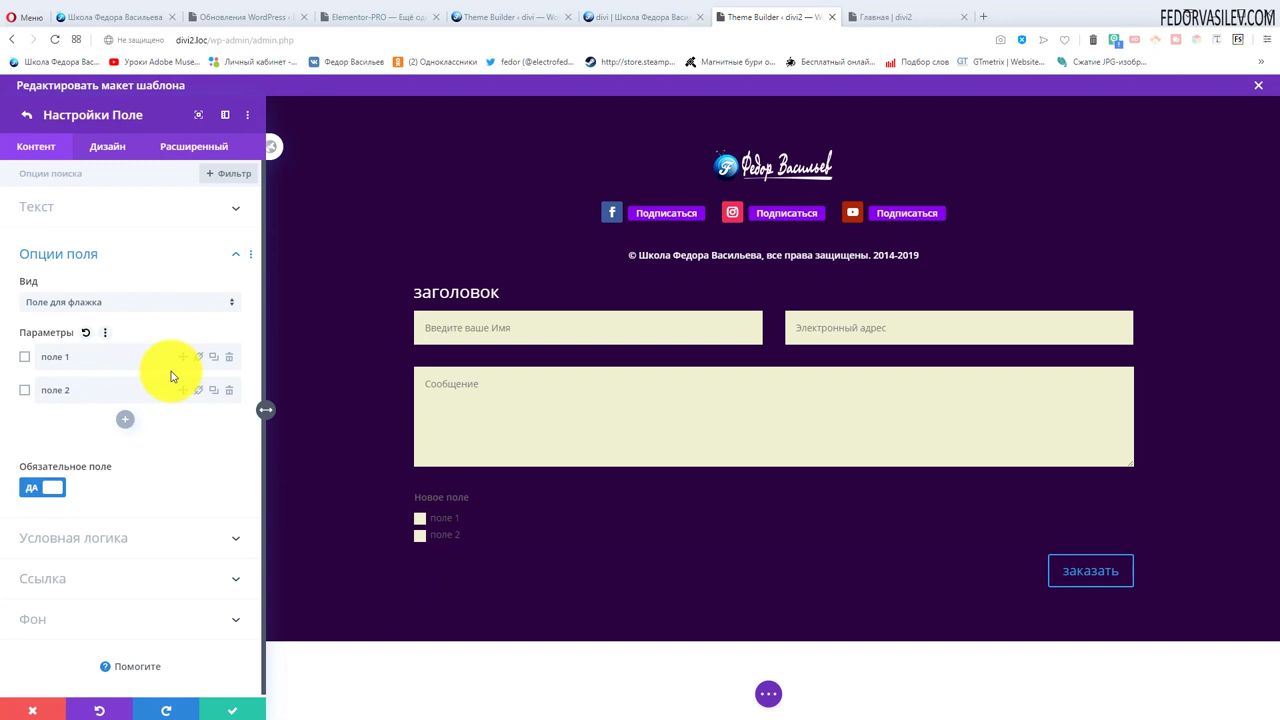 Меню
Школа Федора Васильева
Обновления WordPress ‹
Elementor-PRO — Ещё од
Theme Builder ‹ divi — Wo
divi | Школа Федора Васи
Theme Builder ‹ divi2 — W
Главная | divi2
FEDORVASILEV.COM
Не защищено
divi2.loc/wp-admin/admin.php
Школа Федора Вас...
Уроки Adobe Muse...
Личный кабинет -...
Федор Васильев
(2) Одноклассники
fedor (@electrofed...
http://store.steamp...
Магнитные бури о...
Бесплатный онлай...
Подбор слов
GTmetrix | Website...
Сжатие JPG-изобр...
Редактировать макет шаблона
Настройки Поле
Контент
Дизайн
Расширенный
Опции поиска
+ Фильтр
Текст
Опции поля
Вид
Поле для флажка
Параметры
поле 1
поле 2
Обязательное поле
ДА
Условная логика
Ссылка
Фон
Помогите
Федор Васильев
Подписаться
Подписаться
Подписаться
© Школа Федора Васильева, все права защищены. 2014-2019
заголовок
Введите ваше Имя
Электронный адрес
Сообщение
Новое поле
поле 1
поле 2
заказать